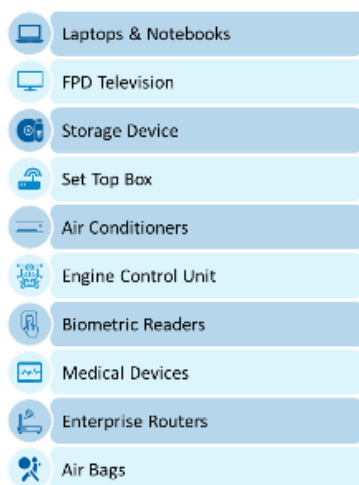 Laptops & Notebooks
FPD Television
Storage Device
Set Top Box
Air Conditioners
Engine Control Unit
Biometric Readers
Medical Devices
Enterprise Routers
Air Bags